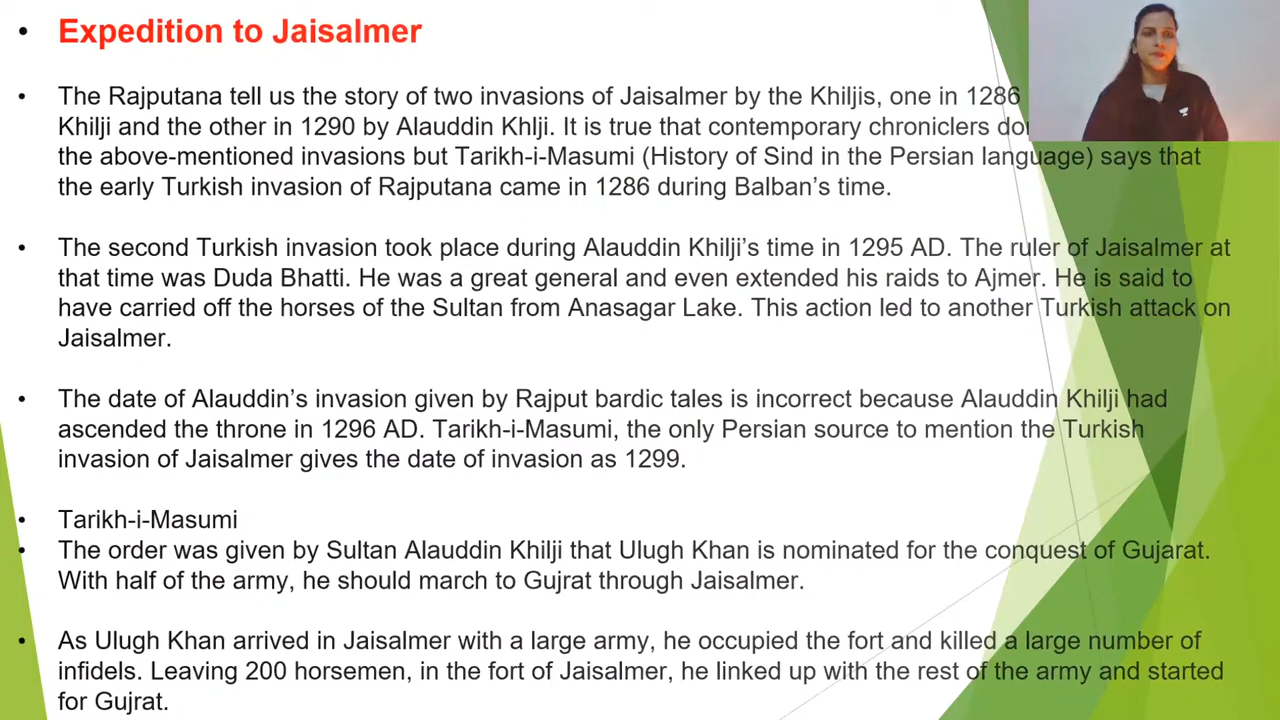 Expedition to Jaisalmer
The Rajputana tell us the story of two invasions of Jaisalmer by the Khiljis, one in 1286
Khilji and the other in 1290 by Alauddin Khlji. It is true that contemporary chroniclers
the above-mentioned invasions but Tarikh-i-Masumi (History of Sind in the Persian language) says that
the early Turkish invasion of Rajputana came in 1286 during Balban’s time.
The second Turkish invasion took place during Alauddin Khilji’s time in 1295 AD. The ruler of Jaisalmer at
that time was Duda Bhatti. He was a great general and even extended his raids to Ajmer. He is said to
have carried off the horses of the Sultan from Anasagar Lake. This action led to another Turkish attack on
Jaisalmer.
The date of Alauddin’s invasion given by Rajput bardic tales is incorrect because Alauddin Khilji had
ascended the throne in 1296 AD. Tarikh-i-Masumi, the only Persian source to mention the Turkish
invasion of Jaisalmer gives the date of invasion as 1299.
Tarikh-i-Masumi
The order was given by Sultan Alauddin Khilji that Ulugh Khan is nominated for the conquest of Gujarat.
With half of the army, he should march to Gujrat through Jaisalmer.
As Ulugh Khan arrived in Jaisalmer with a large army, he occupied the fort and killed a large number of
infidels. Leaving 200 horsemen, in the fort of Jaisalmer, he linked up with the rest of the army and started
for Gujrat.